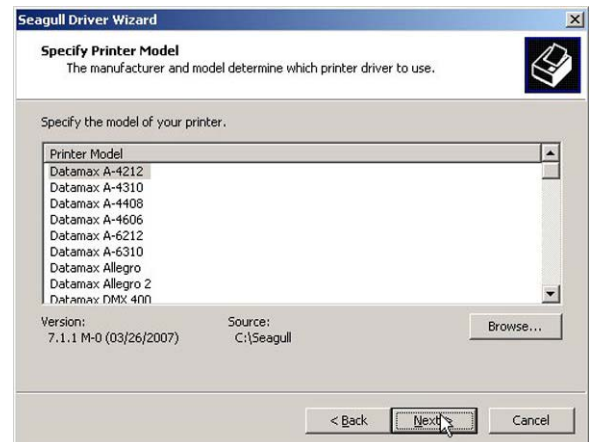 Seagull Driver Wizard
Specify Printer Model
The manufacturer and model determine which printer driver to use.
Specify the model of your printer.
Printer Model
Datamax A-4212
Datamax A-4310
Datamax A-4408
Datamax A-4606
Datamax A-6212
Datamax A-6310
Datamax Allegro
Datamax Allegro 2
Datamax DMX 400
Version: Source:
7.1.1 M-0 (03/26/2007) C:\Seagull
Browse...
< Back Next > Cancel